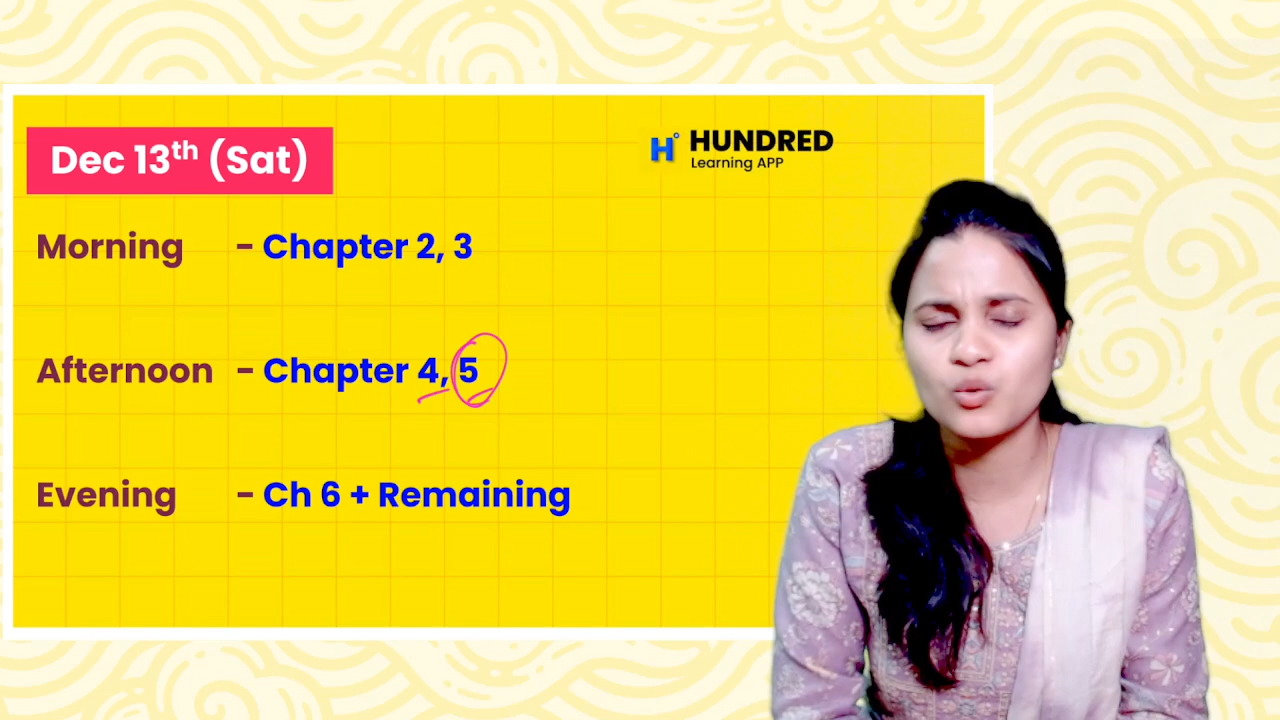 Dec 13th (Sat)
HUNDRED
Learning APP
Morning - Chapter 2, 3
Afternoon - Chapter 4, 5
Evening - Ch 6 + Remaining